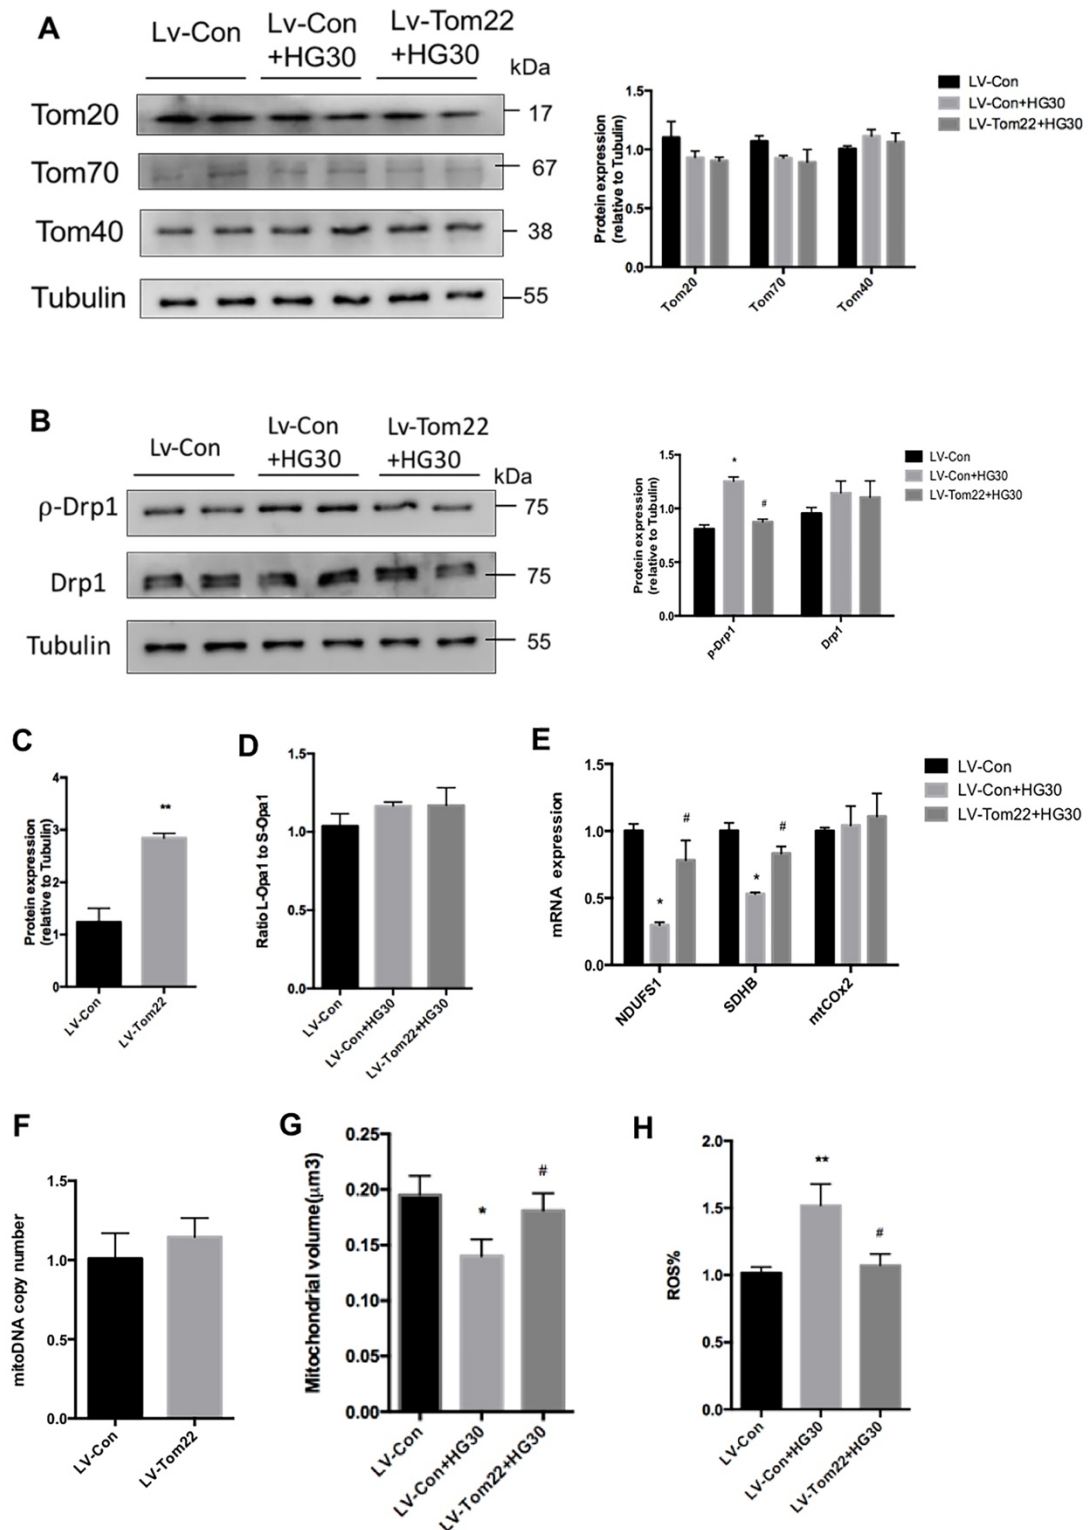 A
Lv-Con
Lv-Con
+HG30
Lv-Tom22
+HG30
kDa
Tom20
17
Tom70
67
Tom40
38
Tubulin
55
Protein expression
(relative to Tubulin)
1.5
1.0
0.5
0.0
Tom20
Tom70
Tom40
LV-Con
LV-Con+HG30
LV-Tom22+HG30
B
Lv-Con
Lv-Con
+HG30
Lv-Tom22
+HG30
kDa
ρ-Drp1
75
Drp1
75
Tubulin
55
Protein expression
(relative to Tubulin)
1.5
1.0
0.5
0.0
*
#
p-Drp1
Drp1
LV-Con
LV-Con+HG30
LV-Tom22+HG30
C
Protein expression
(relative to Tubulin)
4
3
2
1
0
**
LV-Con
LV-Tom22
D
Ratio L-Opa1 to S-Opa1
1.5
1.0
0.5
0.0
LV-Con
LV-Con+HG30
LV-Tom22+HG30
E
mRNA expression
1.5
1.0
0.5
0.0
*
#
*
#
NDUFS1
SDHB
mtCOx2
LV-Con
LV-Con+HG30
LV-Tom22+HG30
F
mitoDNA copy number
1.5
1.0
0.5
0.0
LV-Con
LV-Tom22
G
Mitochondrial volume(μm3)
0.25
0.20
0.15
0.10
0.05
0.00
*
#
LV-Con
LV-Con+HG30
LV-Tom22+HG30
H
ROS%
2.0
1.5
1.0
0.5
0.0
**
#
LV-Con
LV-Con+HG30
LV-Tom22+HG30